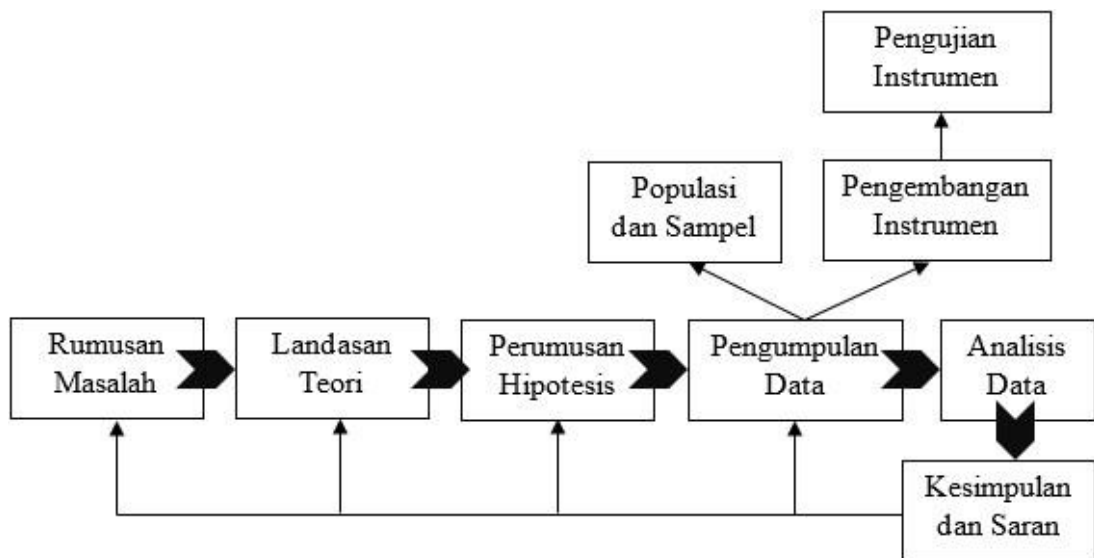 Pengujian
Instrumen
Populasi
dan Sampel
Pengembangan
Instrumen
Rumusan
Masalah
Landasan
Teori
Perumusan
Hipotesis
Pengumpulan
Data
Analisis
Data
Kesimpulan
dan Saran